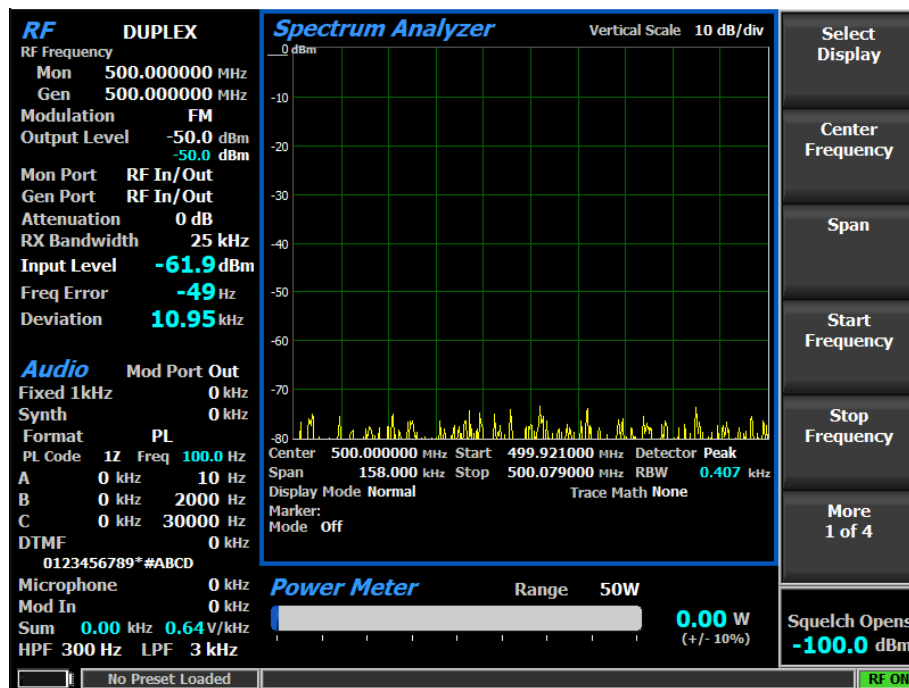 RF DUPLEX
RF Frequency
Mon 500.000000 MHz
Gen 500.000000 MHz
Modulation FM
Output Level -50.0 dBm
-50.0 dBm
Mon Port RF In/Out
Gen Port RF In/Out
Attenuation 0 dB
RX Bandwidth 25 kHz
Input Level -61.9 dBm
Freq Error -49 Hz
Deviation 10.95 kHz
Audio Mod Port Out
Fixed 1kHz 0 kHz
Synth 0 kHz
Format PL
PL Code 1Z Freq 100.0 Hz
A 0 kHz 10 Hz
B 0 kHz 2000 Hz
C 0 kHz 30000 Hz
DTMF 0 kHz
0123456789*#ABCD
Microphone 0 kHz
Mod In 0 kHz
Sum 0.00 kHz 0.64 V/kHz
HPF 300 Hz LPF 3 kHz
Spectrum Analyzer Vertical Scale 10 dB/div
0 dBm
-10
-20
-30
-40
-50
-60
-70
-80
Center 500.000000 MHz Start 499.921000 MHz Detector Peak
Span 158.000 kHz Stop 500.079000 MHz RBW 0.407 kHz
Display Mode Normal Trace Math None
Marker:
Mode Off
Power Meter Range 50W
0.00 W
(+/- 10%)
Select
Display
Center
Frequency
Span
Start
Frequency
Stop
Frequency
More
1 of 4
Squelch Opens
-100.0 dBm
No Preset Loaded RF ON